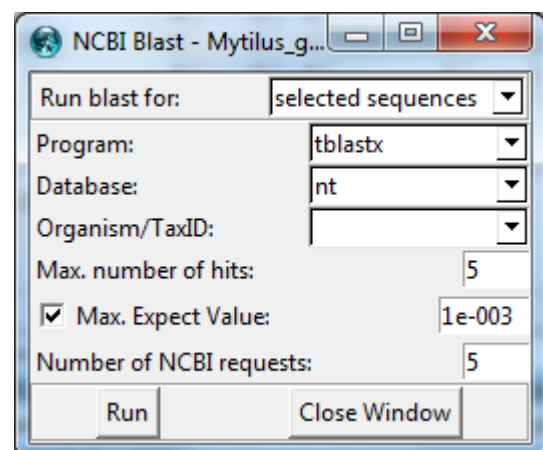 NCBI Blast - Mytilus_g...
Run blast for: selected sequences
Program: tblastx
Database: nt
Organism/TaxID:
Max. number of hits: 5
Max. Expect Value: 1e-003
Number of NCBI requests: 5
Run Close Window